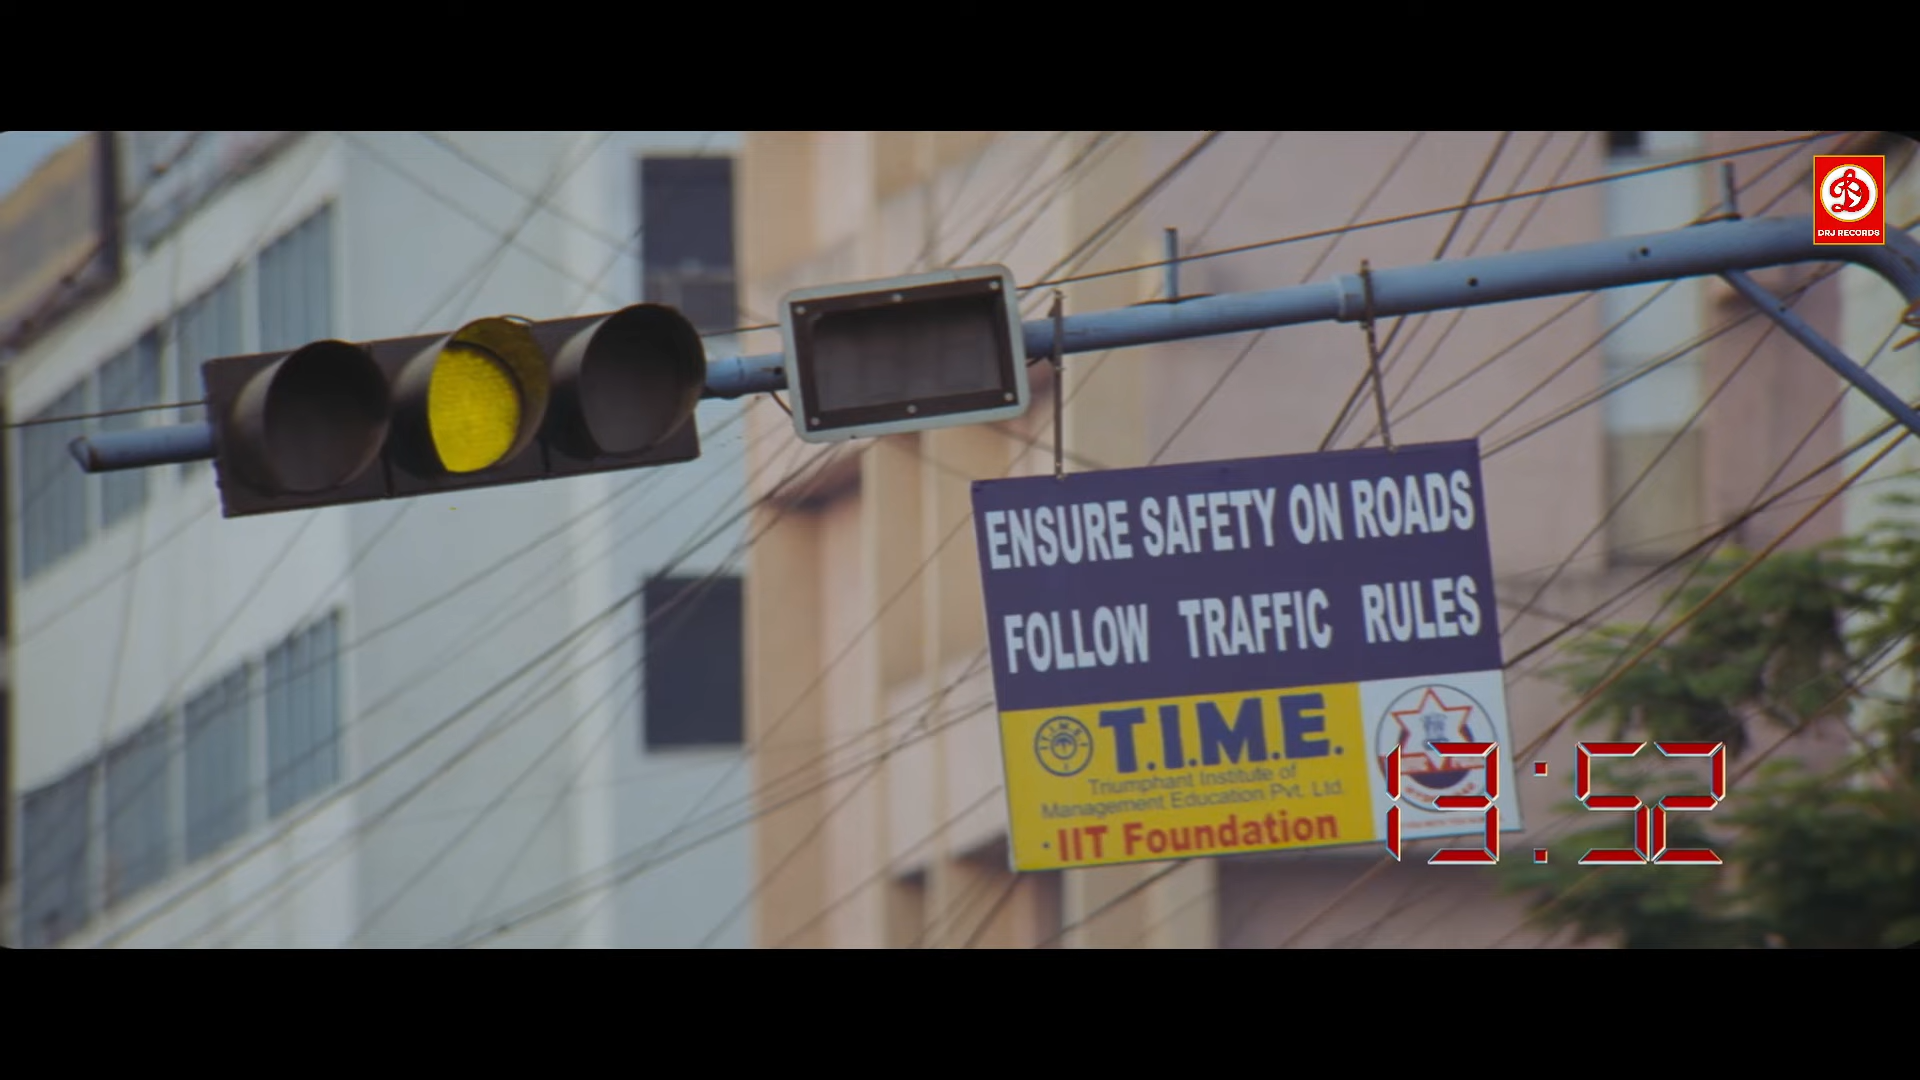 DRJ RECORDS
ENSURE SAFETY ON ROADS
FOLLOW TRAFFIC RULES
T.I.M.E.
Triumphant Institute of
Management Education Pvt. Ltd.
· IIT Foundation
13:52